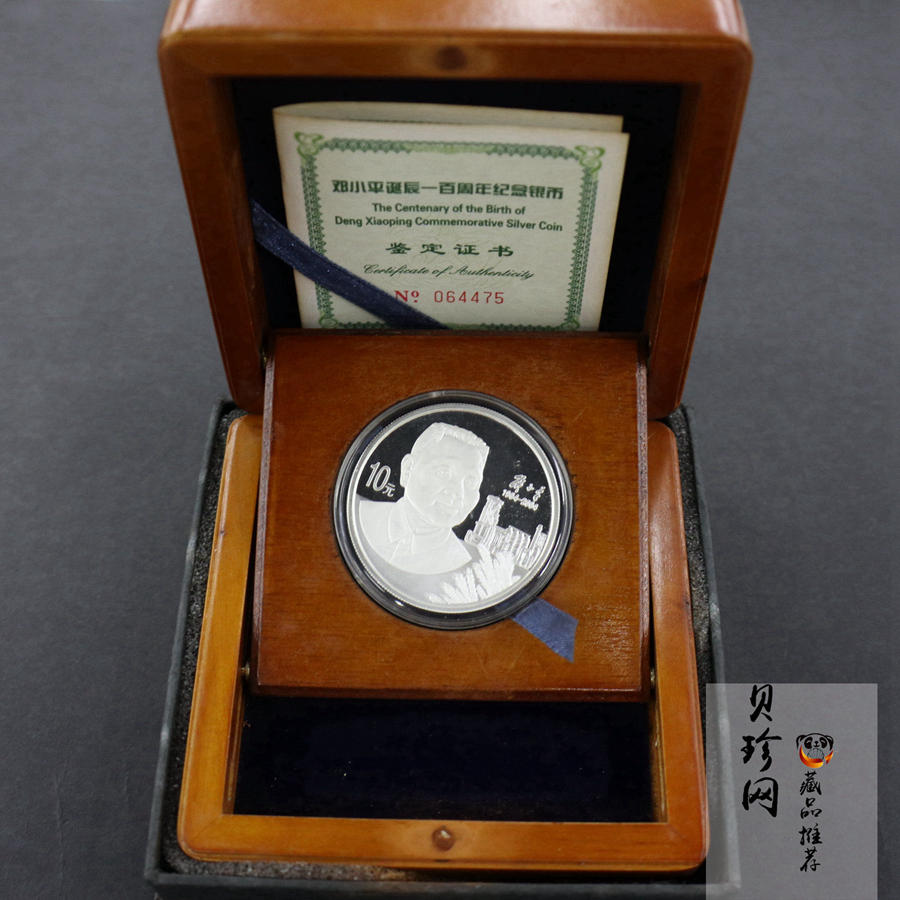 邓小平诞辰一百周年纪念银币
The Centenary of the Birth of
Deng Xiaoping Commemorative Silver Coin
鉴定证书
Certificate of Authenticity
Nº 064475
10元
1904-2004
贝珍网
藏品推荐